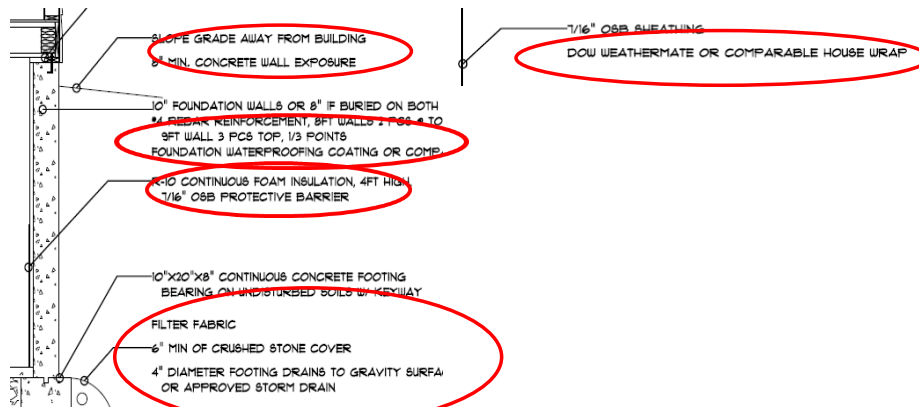 SLOPE GRADE AWAY FROM BUILDING
8" MIN. CONCRETE WALL EXPOSURE
10" FOUNDATION WALLS OR 8" IF BURIED ON BOTH
#4 REBAR REINFORCEMENT, 8FT WALLS 2 PCS @ TO
9FT WALL 3 PCS TOP, 1/3 POINTS
FOUNDATION WATERPROOFING COATING OR COMP
R-10 CONTINUOUS FOAM INSULATION, 4FT HIGH
7/16" OSB PROTECTIVE BARRIER
10"X20"X8" CONTINUOUS CONCRETE FOOTING
BEARING ON UNDISTURBED SOILS W/ KEYWAY
FILTER FABRIC
6" MIN OF CRUSHED STONE COVER
4" DIAMETER FOOTING DRAINS TO GRAVITY SURFA
OR APPROVED STORM DRAIN
7/16" OSB SHEATHING
DOW WEATHERMATE OR COMPARABLE HOUSE WRAP